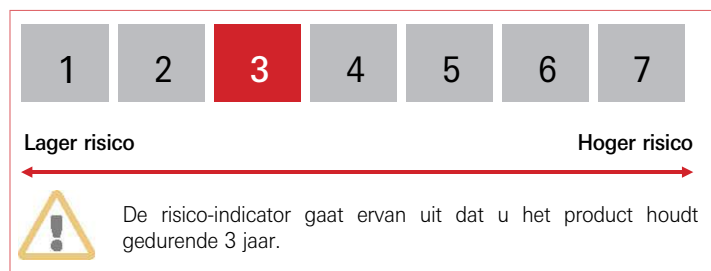 1 2 3 4 5 6 7
Lager risico Hoger risico
De risico-indicator gaat ervan uit dat u het product houdt
gedurende 3 jaar.